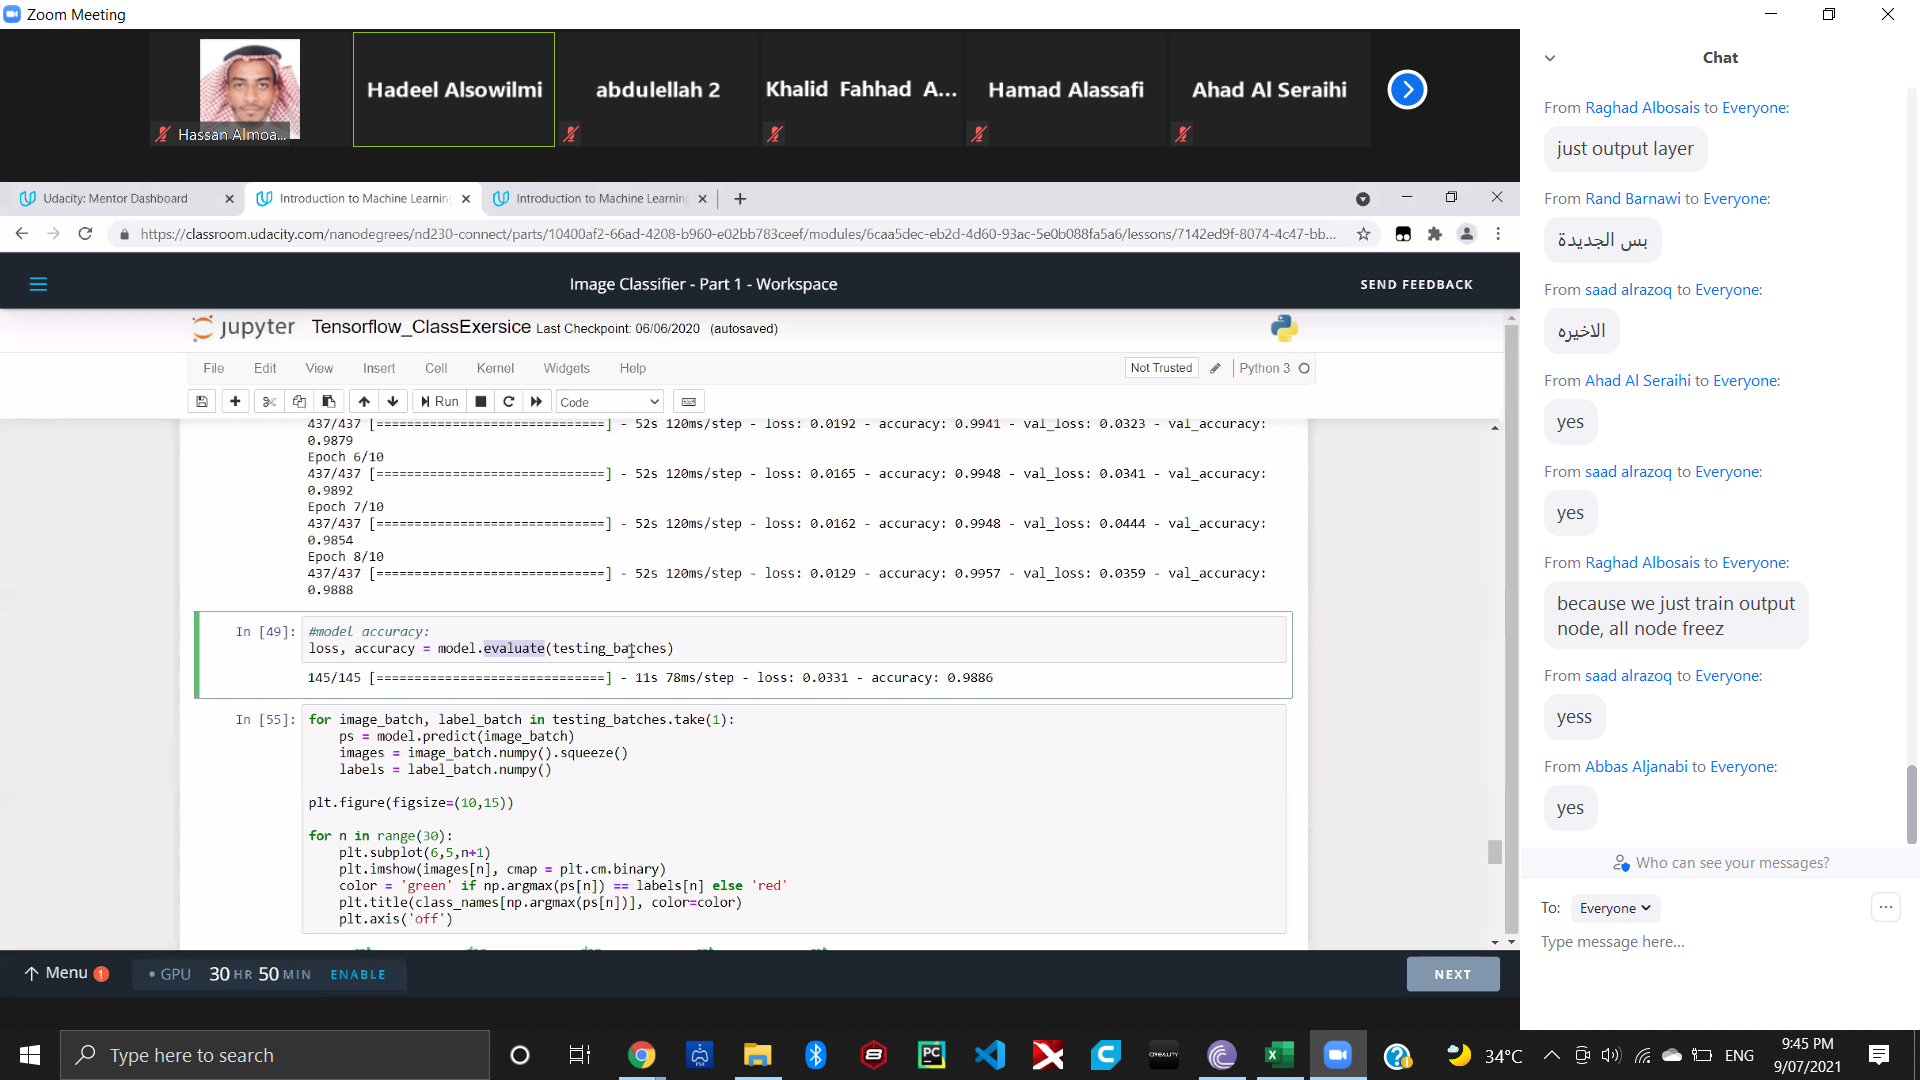 Zoom Meeting
Hassan Almoa...
Hadeel Alsowilmi
abdulellah 2
Khalid Fahhad A...
Hamad Alassafi
Ahad Al Seraihi
Udacity: Mentor Dashboard
Introduction to Machine Learning
Introduction to Machine Learning
https://classroom.udacity.com/nanodegrees/nd230-connect/parts/10400af2-66ad-4208-b960-e02bb783ceef/modules/6caa5dec-eb2d-4d60-93ac-5e0b088fa5a6/lessons/7142ed9f-8074-4c47-bb...
Image Classifier - Part 1 - Workspace
SEND FEEDBACK
jupyter Tensorflow_ClassExersice Last Checkpoint: 06/06/2020 (autosaved)
File Edit View Insert Cell Kernel Widgets Help
Not Trusted
Python 3
Run
Code
437/437 [==============================] - 52s 120ms/step - loss: 0.0192 - accuracy: 0.9941 - val_loss: 0.0323 - val_accuracy:
0.9879
Epoch 6/10
437/437 [==============================] - 52s 120ms/step - loss: 0.0165 - accuracy: 0.9948 - val_loss: 0.0341 - val_accuracy:
0.9892
Epoch 7/10
437/437 [==============================] - 52s 120ms/step - loss: 0.0162 - accuracy: 0.9948 - val_loss: 0.0444 - val_accuracy:
0.9854
Epoch 8/10
437/437 [==============================] - 52s 120ms/step - loss: 0.0129 - accuracy: 0.9957 - val_loss: 0.0359 - val_accuracy:
0.9888
In [49]:
#model accuracy:
loss, accuracy = model.evaluate(testing_batches)
145/145 [==============================] - 11s 78ms/step - loss: 0.0331 - accuracy: 0.9886
In [55]:
for image_batch, label_batch in testing_batches.take(1):
    ps = model.predict(image_batch)
    images = image_batch.numpy().squeeze()
    labels = label_batch.numpy()
plt.figure(figsize=(10,15))
for n in range(30):
    plt.subplot(6,5,n+1)
    plt.imshow(images[n], cmap = plt.cm.binary)
    color = 'green' if np.argmax(ps[n]) == labels[n] else 'red'
    plt.title(class_names[np.argmax(ps[n])], color=color)
    plt.axis('off')
Menu 1
GPU 30 HR 50 MIN ENABLE
NEXT
Chat
From Raghad Albosais to Everyone:
just output layer
From Rand Barnawi to Everyone:
بس الجديدة
From saad alrazoq to Everyone:
الاخيره
From Ahad Al Seraihi to Everyone:
yes
From saad alrazoq to Everyone:
yes
From Raghad Albosais to Everyone:
because we just train output
node, all node freez
From saad alrazoq to Everyone:
yess
From Abbas Aljanabi to Everyone:
yes
Who can see your messages?
To: Everyone
Type message here...
Type here to search
PC
CREALITY
34°C
ENG
9:45 PM
9/07/2021